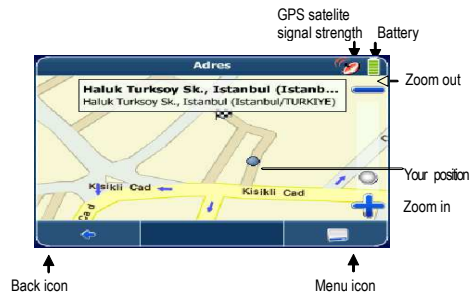 GPS satelite
signal strength
Battery
Adres
Zoom out
Haluk Turksoy Sk., Istanbul (Istanb...
Haluk Turksoy Sk., Istanbul (Istanbul/TURKIYE)
Your position
Kisikli Cad
Kisikli Cad
Zoom in
Back icon
Menu icon